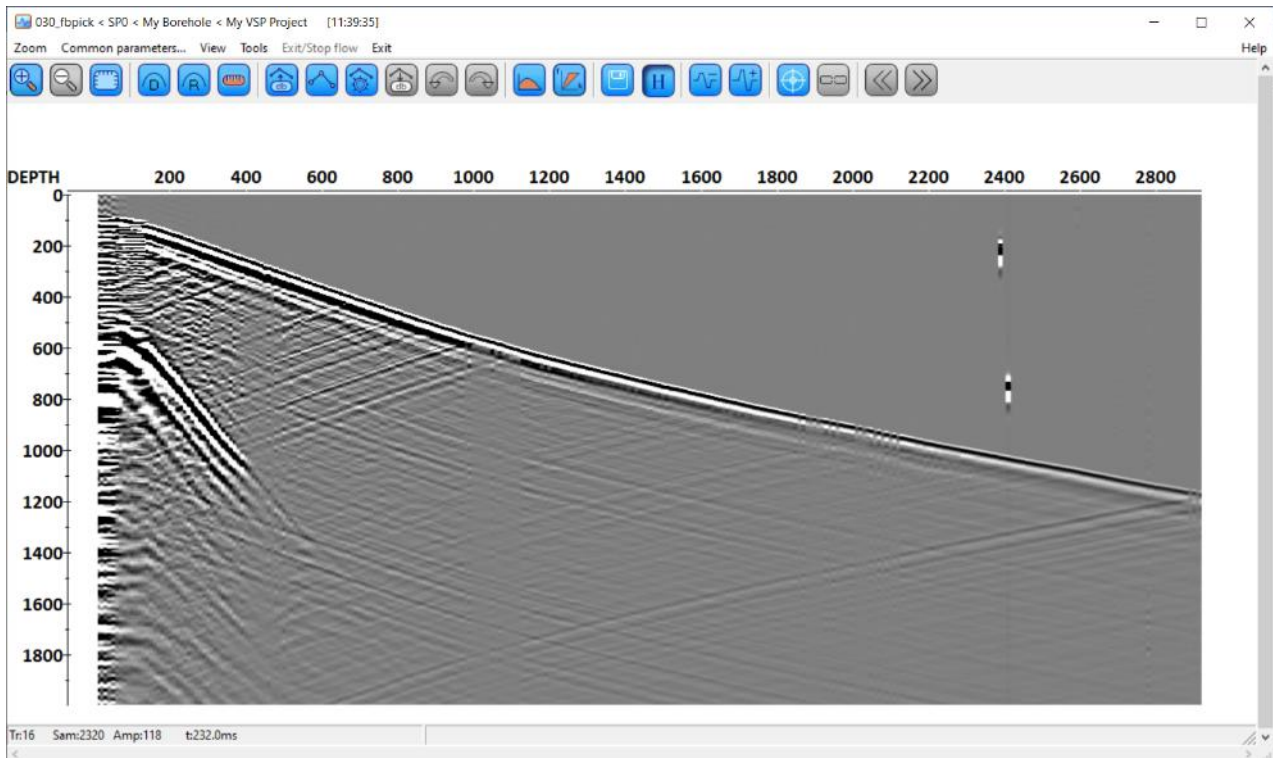 030_fbpick < SP0 < My Borehole < My VSP Project [11:39:35]
Zoom Common parameters... View Tools Exit/Stop flow Exit Help
D R H
DEPTH 200 400 600 800 1000 1200 1400 1600 1800 2000 2200 2400 2600 2800
0
200
400
600
800
1000
1200
1400
1600
1800
Tr:16 Sam:2320 Amp:118 t:232.0ms